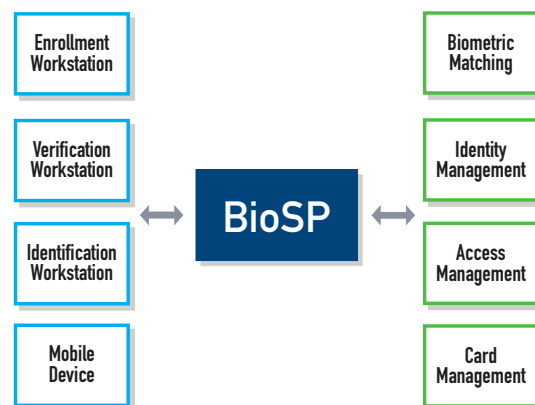 Enrollment
Workstation
Verification
Workstation
Identification
Workstation
Mobile
Device
BioSP
Biometric
Matching
Identity
Management
Access
Management
Card
Management